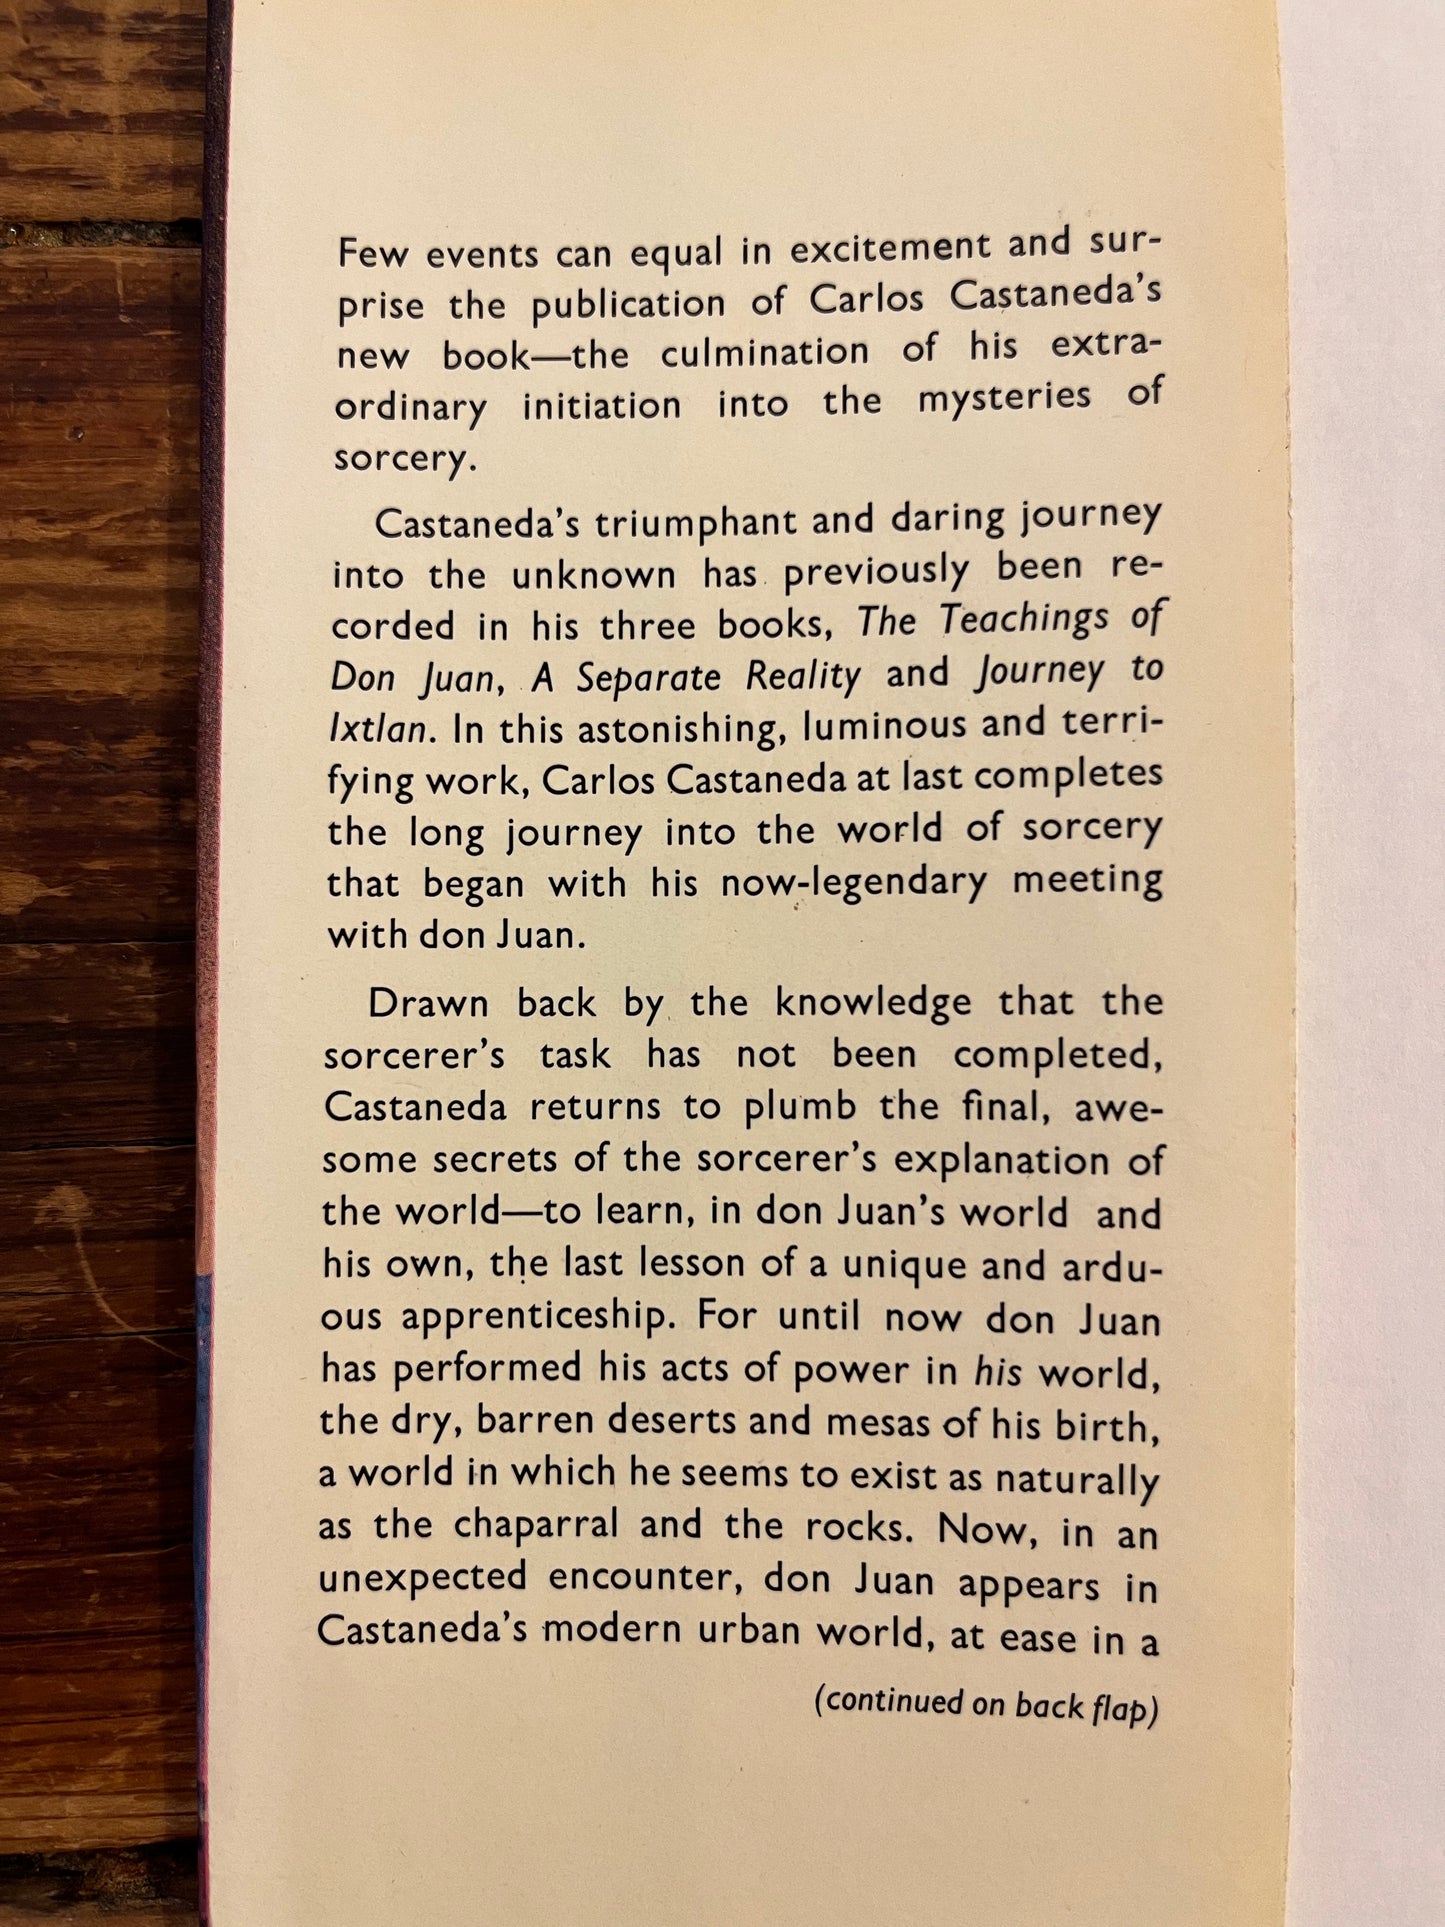 Few events can equal in excitement and sur-
prise the publication of Carlos Castaneda's
new book—the culmination of his extra-
ordinary initiation into the mysteries of
sorcery.
Castaneda's triumphant and daring journey
into the unknown has previously been re-
corded in his three books, The Teachings of
Don Juan, A Separate Reality and Journey to
Ixtlan. In this astonishing, luminous and terri-
fying work, Carlos Castaneda at last completes
the long journey into the world of sorcery
that began with his now-legendary meeting
with don Juan.
Drawn back by the knowledge that the
sorcerer's task has not been completed,
Castaneda returns to plumb the final, awe-
some secrets of the sorcerer's explanation of
the world—to learn, in don Juan's world and
his own, the last lesson of a unique and ardu-
ous apprenticeship. For until now don Juan
has performed his acts of power in his world,
the dry, barren deserts and mesas of his birth,
a world in which he seems to exist as naturally
as the chaparral and the rocks. Now, in an
unexpected encounter, don Juan appears in
Castaneda's modern urban world, at ease in a
(continued on back flap)